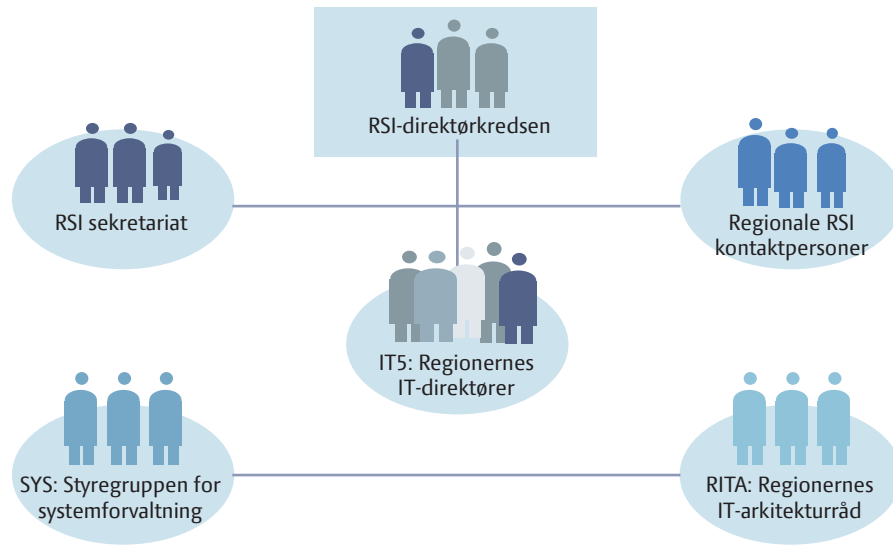 RSI-direktørkredsen
RSI sekretariat
Regionale RSI
kontaktpersoner
IT5: Regionernes
IT-direktører
SYS: Styregruppen for
systemforvaltning
RITA: Regionernes
IT-arkitekturråd